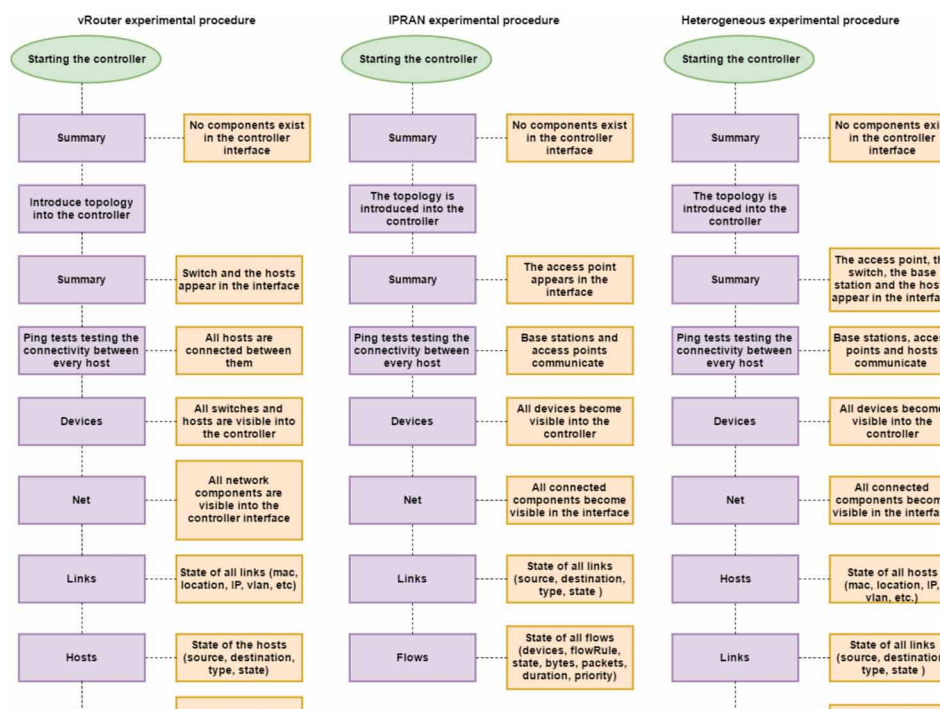 vRouter experimental procedure
Starting the controller
Summary
No components exist
in the controller
interface
Introduce topology
into the controller
Summary
Switch and the hosts
appear in the interface
Ping tests testing the
connectivity between
every host
All hosts are
connected between
them
Devices
All switches and
hosts are visible into
the controller
Net
All network
components are
visible into the
controller interface
Links
State of all links (mac,
location, IP, vlan, etc)
Hosts
State of the hosts
(source, destination,
type, state)
IPRAN experimental procedure
Starting the controller
Summary
No components exist
in the controller
interface
The topology is
introduced into the
controller
Summary
The access point
appears in the
interface
Ping tests testing the
connectivity between
every host
Base stations and
access points
communicate
Devices
All devices become
visible into the
controller
Net
All connected
components become
visible in the interface
Links
State of all links
(source, destination,
type, state )
Flows
State of all flows
(devices, flowRule,
state, bytes, packets,
duration, priority)
Heterogeneous experimental procedure
Starting the controller
Summary
No components
in the controller
interface
The topology is
introduced into the
controller
Summary
The access point,
switch, the base
station and the
appear in the
Ping tests testing the
connectivity between
every host
Base stations,
points and hosts
communicate
Devices
All devices
visible into the
controller
Net
All connected
components
visible in the
Hosts
State of all hosts
(mac, location, IP,
vlan, etc.)
Links
State of all links
(source,
type, state )